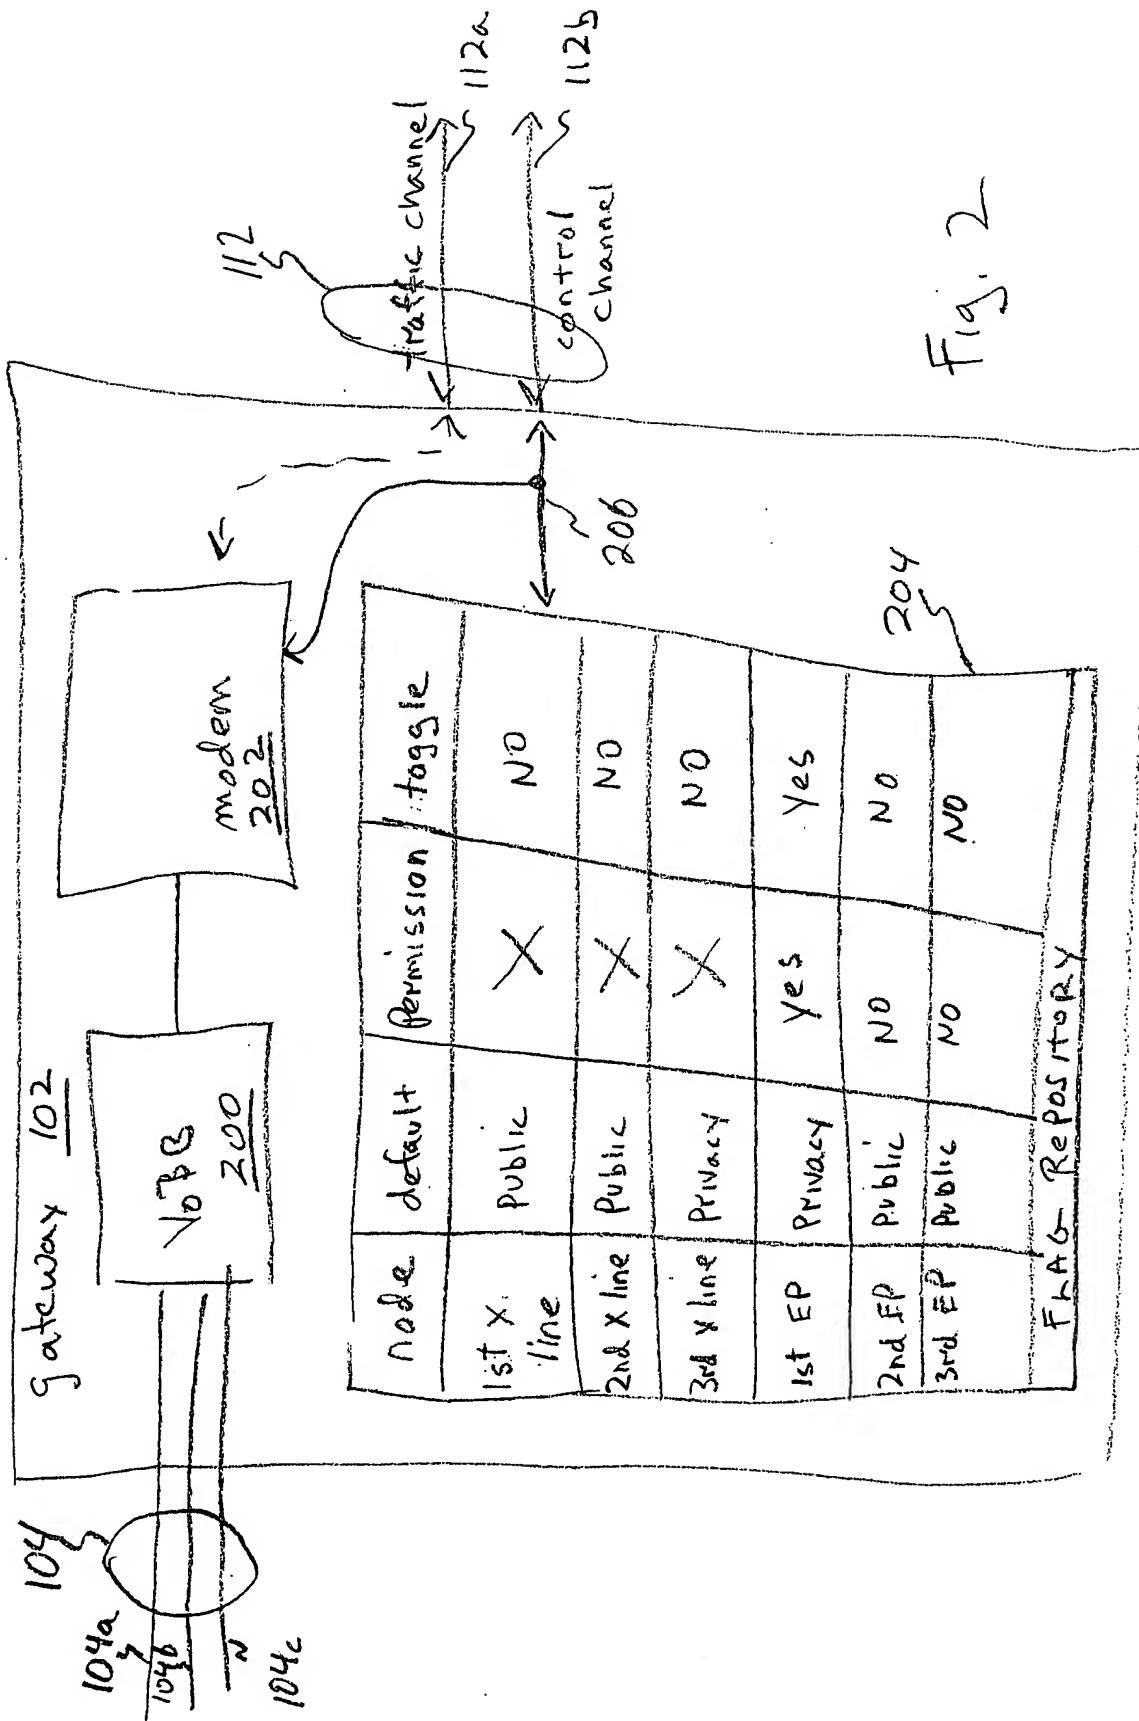 gateway 102
104
104a
104b
104c
VoBB
200
modem
202
112
traffic channel
112a
control
channel
112b
206
204
node default Permission toggle
1st X line Public X NO
2nd X line Public X NO
3rd X line Privacy X NO
1st EP Privacy Yes Yes
2nd EP Public NO NO
3rd EP Public NO NO
FLAG REPOSITORY
Fig. 2